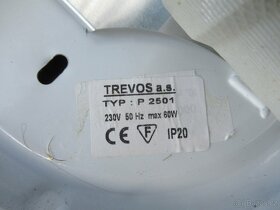 TREVOS a.s.
TYP : P 2501
230V 50 Hz max 60W
CE F IP20